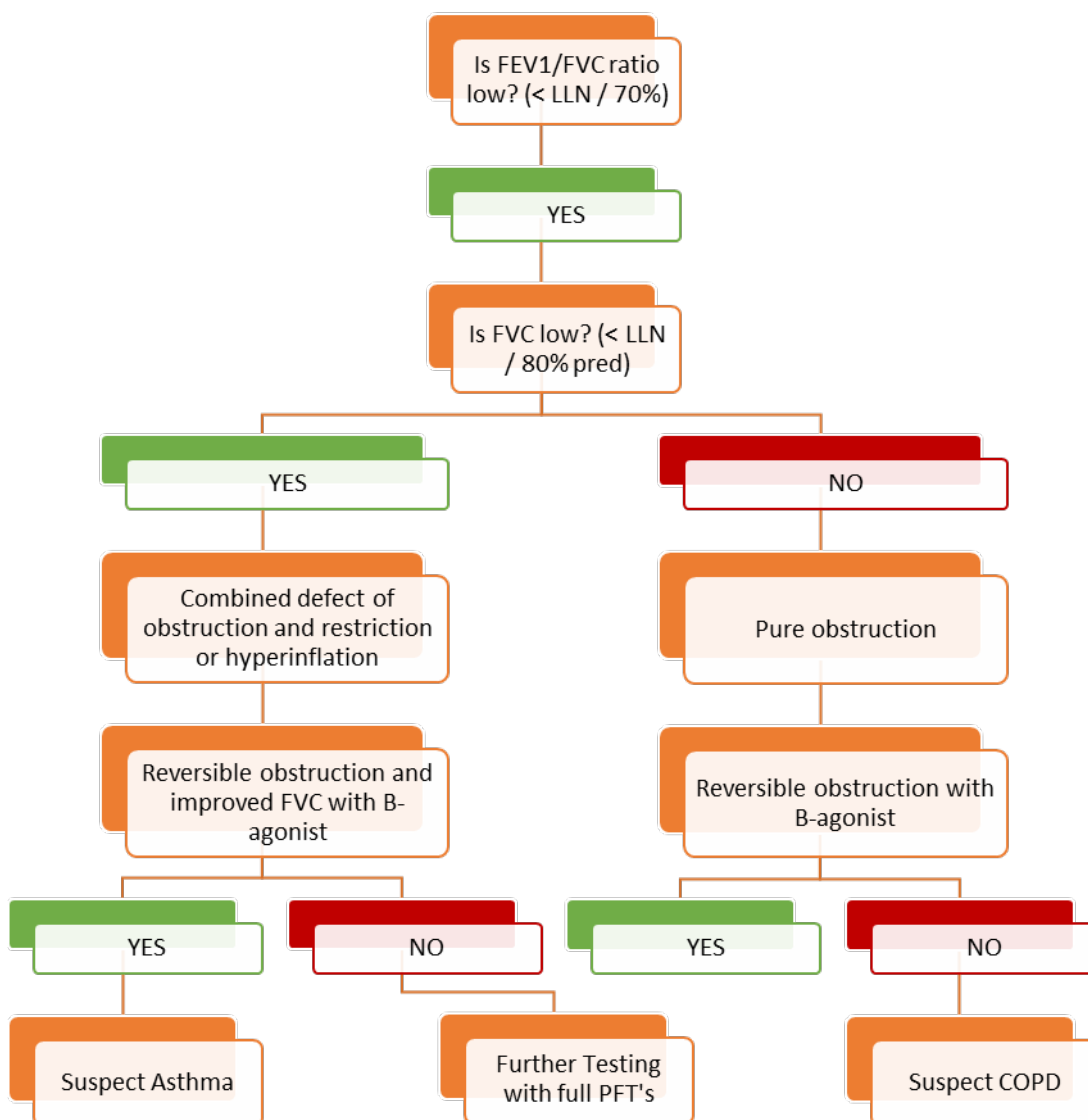 Is FEV1/FVC ratio
low? (< LLN / 70%)
YES
Is FVC low? (< LLN
/ 80% pred)
YES
NO
Combined defect of
obstruction and restriction
or hyperinflation
Pure obstruction
Reversible obstruction and
improved FVC with B-
agonist
Reversible obstruction with
B-agonist
YES
NO
YES
NO
Suspect Asthma
Further Testing
with full PFT's
Suspect COPD